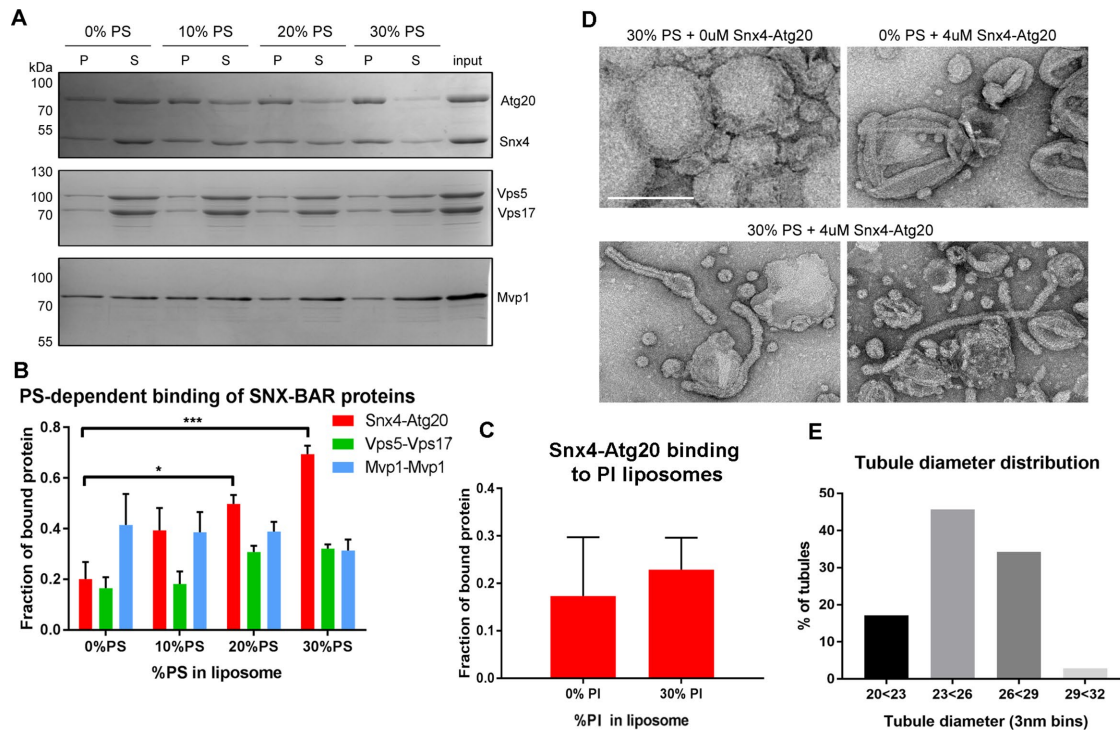 A
0% PS 10% PS 20% PS 30% PS
P S P S P S P S input
kDa
100
70
55
Atg20
Snx4
130
100
70
Vps5
Vps17
100
70
55
Mvp1
B
PS-dependent binding of SNX-BAR proteins
Fraction of bound protein
0.8
0.6
0.4
0.2
0.0
***
*
Snx4-Atg20
Vps5-Vps17
Mvp1-Mvp1
0%PS 10%PS 20%PS 30%PS
%PS in liposome
C
Snx4-Atg20 binding
to PI liposomes
Fraction of bound protein
0.4
0.3
0.2
0.1
0.0
0% PI 30% PI
%PI in liposome
D
30% PS + 0uM Snx4-Atg20
0% PS + 4uM Snx4-Atg20
30% PS + 4uM Snx4-Atg20
E
Tubule diameter distribution
% of tubules
50
40
30
20
10
0
20<23 23<26 26<29 29<32
Tubule diameter (3nm bins)